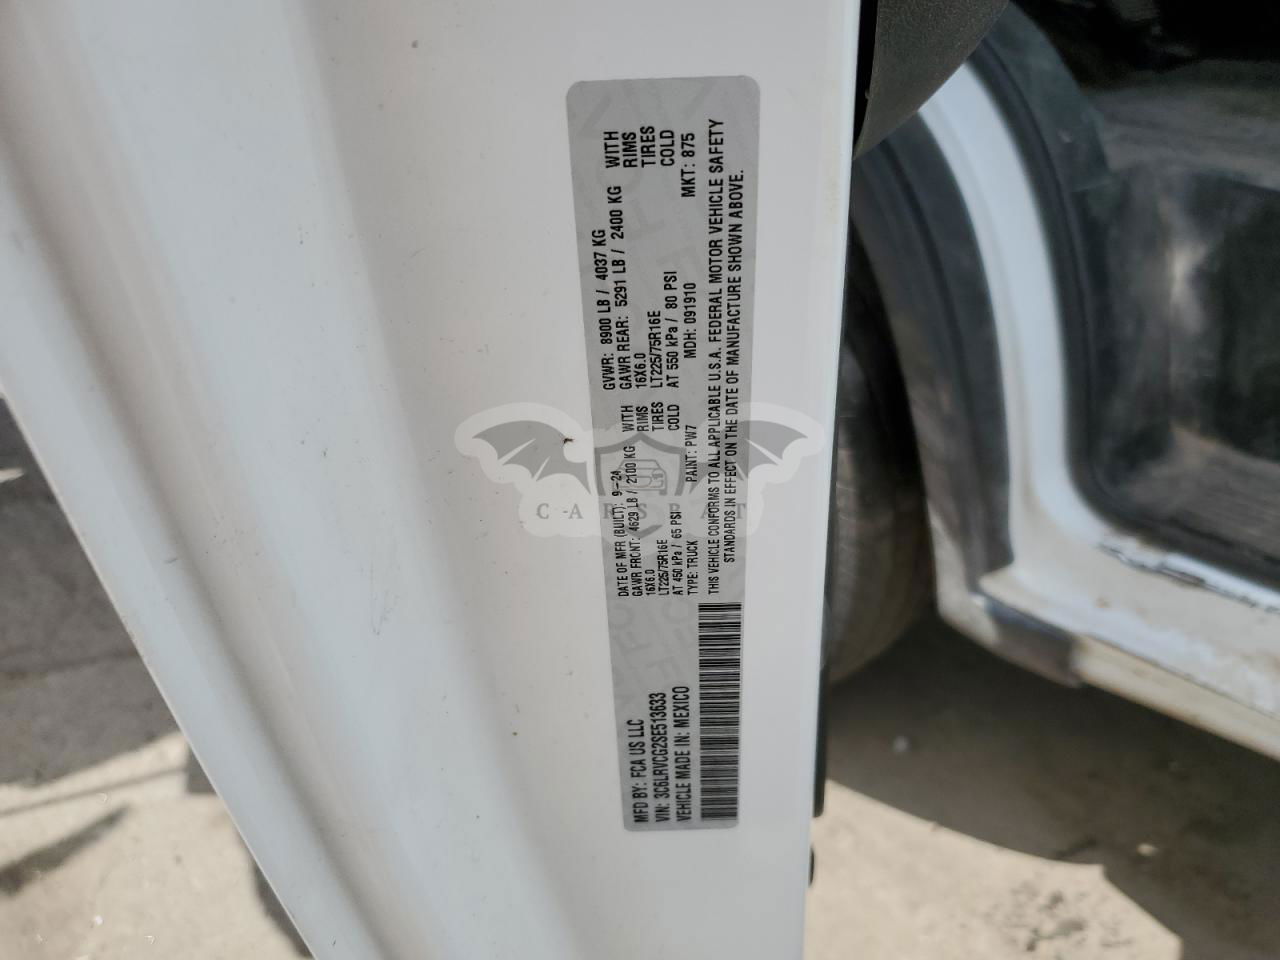 MFD BY: FCA US LLC
DATE OF MFR (BUILT): 9-24
GVWR: 8900 LB / 4037 KG
GAWR FRONT: 4629 LB / 2100 KG WITH
16X6.0 RIMS
LT225/75R16E TIRES
AT 450 kPa / 65 PSI COLD
GAWR REAR: 5291 LB / 2400 KG WITH
16X6.0 RIMS
LT225/75R16E TIRES
AT 550 kPa / 80 PSI COLD
VIN: 3C6LRVCG2SE513633
TYPE: TRUCK PAINT: PW7 MDH: 091910 MKT: 875
VEHICLE MADE IN: MEXICO
THIS VEHICLE CONFORMS TO ALL APPLICABLE U.S.A. FEDERAL MOTOR VEHICLE SAFETY
STANDARDS IN EFFECT ON THE DATE OF MANUFACTURE SHOWN ABOVE.
CARSBAT